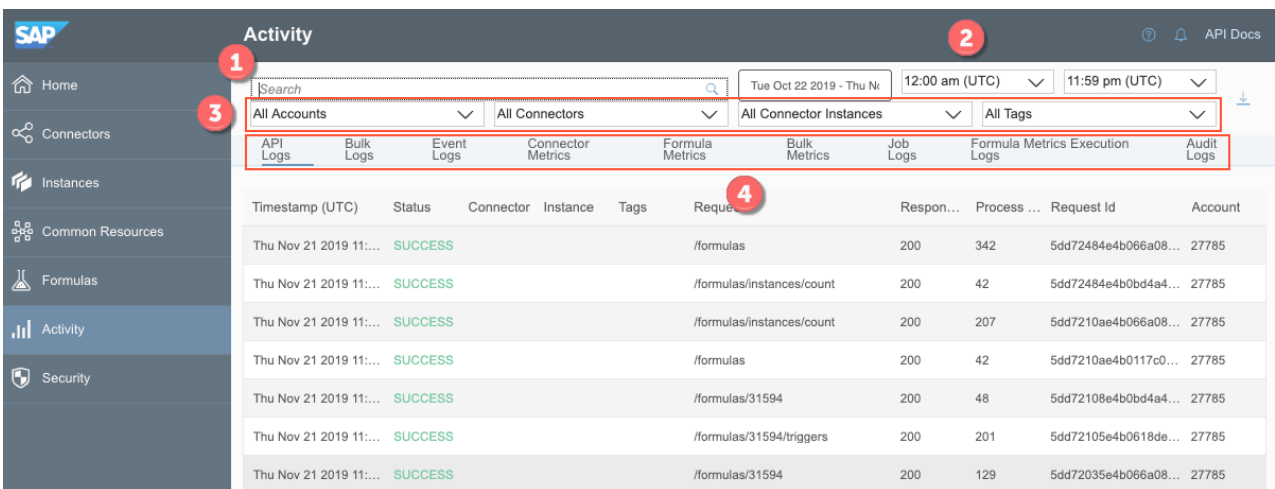 SAP
Activity
2
API Docs
1
Home
Search
Tue Oct 22 2019 - Thu No
12:00 am (UTC)
11:59 pm (UTC)
3
All Accounts
All Connectors
All Connector Instances
All Tags
Connectors
API Logs
Bulk Logs
Event Logs
Connector Metrics
Formula Metrics
Bulk Metrics
Job Logs
Formula Metrics Execution Logs
Audit Logs
Instances
4
Timestamp (UTC) Status Connector Instance Tags Reque Respon... Process ... Request Id Account
Common Resources
Thu Nov 21 2019 11:... SUCCESS /formulas 200 342 5dd72484e4b066a08... 27785
Formulas
Thu Nov 21 2019 11:... SUCCESS /formulas/instances/count 200 42 5dd72484e4b0bd4a4... 27785
Activity
Thu Nov 21 2019 11:... SUCCESS /formulas/instances/count 200 207 5dd7210ae4b066a08... 27785
Thu Nov 21 2019 11:... SUCCESS /formulas 200 42 5dd7210ae4b0117c0... 27785
Security
Thu Nov 21 2019 11:... SUCCESS /formulas/31594 200 48 5dd72108e4b0bd4a4... 27785
Thu Nov 21 2019 11:... SUCCESS /formulas/31594/triggers 200 201 5dd72105e4b0618de... 27785
Thu Nov 21 2019 11:... SUCCESS /formulas/31594 200 129 5dd72035e4b066a08... 27785